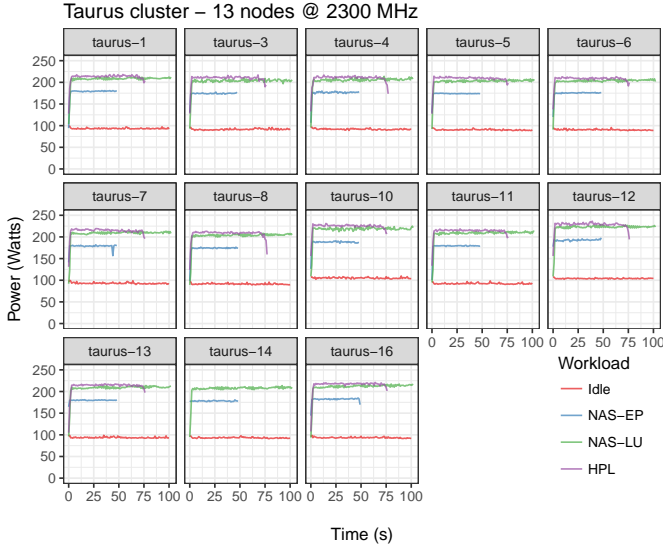 Taurus cluster – 13 nodes @ 2300 MHz
taurus−1 taurus−3 taurus−4 taurus−5 taurus−6
250
200
150
100
50
0
taurus−7 taurus−8 taurus−10 taurus−11 taurus−12
250
200
150
100
50
0
0 25 50 75 100 0 25 50 75 100
taurus−13 taurus−14 taurus−16
250
200
150
100
50
0
0 25 50 75 100 0 25 50 75 100 0 25 50 75 100
Power (Watts)
Time (s)
Workload
Idle
NAS−EP
NAS−LU
HPL